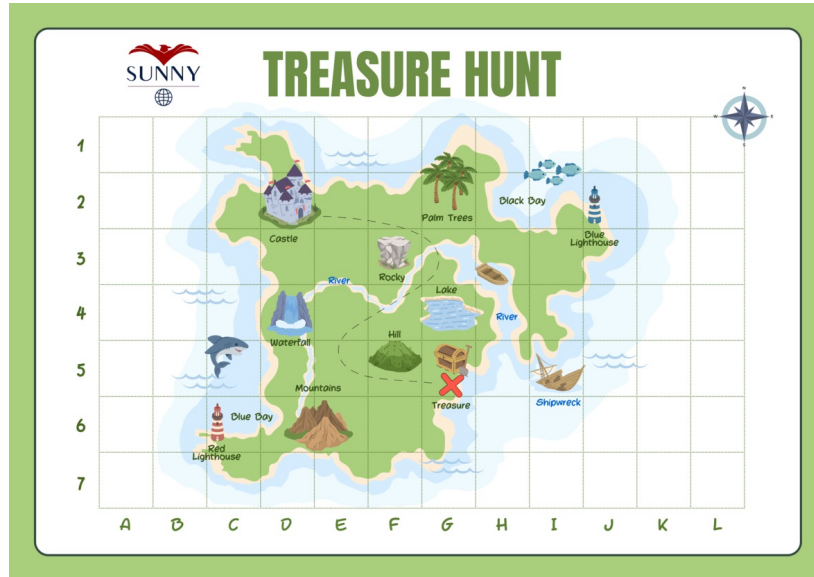 SUNNY
TREASURE HUNT
N
W
E
S
1
2
3
4
5
6
7
Castle
Palm Trees
Black Bay
Blue
Lighthouse
Rocky
River
Lake
River
Waterfall
Hill
Mountains
Treasure
Shipwreck
Blue Bay
Red
Lighthouse
A B C D E F G H I J K L